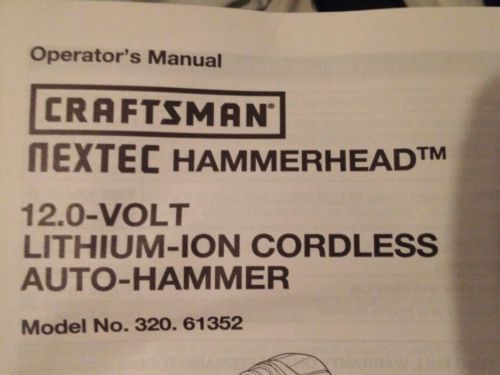 Operator's Manual
CRAFTSMAN®
NEXTEC HAMMERHEAD™
12.0-VOLT
LITHIUM-ION CORDLESS
AUTO-HAMMER
Model No. 320. 61352